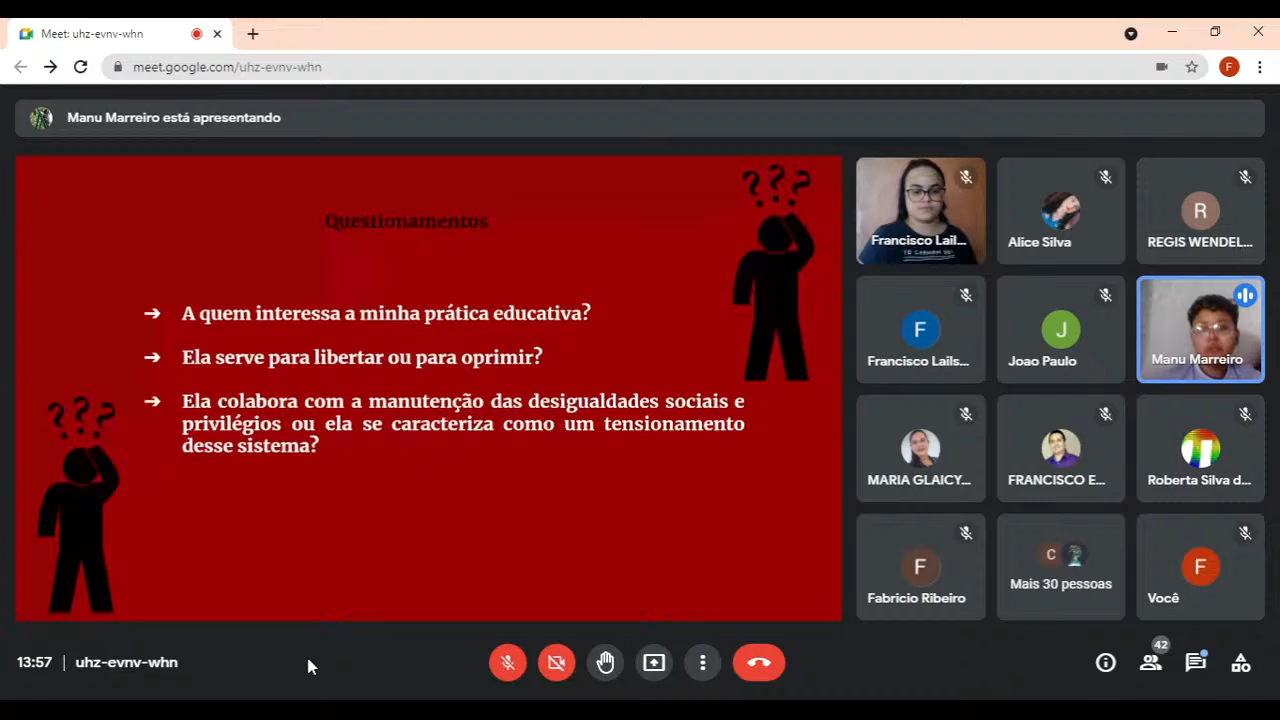 Meet: uhz-evnv-whn
meet.google.com/uhz-evnv-whn
F
Manu Marreiro está apresentando
???
Questionamentos
➔ A quem interessa a minha prática educativa?
➔ Ela serve para libertar ou para oprimir?
➔ Ela colabora com a manutenção das desigualdades sociais e
privilégios ou ela se caracteriza como um tensionamento
desse sistema?
???
Francisco Lail...
Alice Silva
R
REGIS WENDEL...
F
Francisco Lails...
J
Joao Paulo
Manu Marreiro
MARIA GLAICY...
FRANCISCO E...
Roberta Silva d...
F
Fabricio Ribeiro
C
Mais 30 pessoas
F
Você
13:57 | uhz-evnv-whn
42